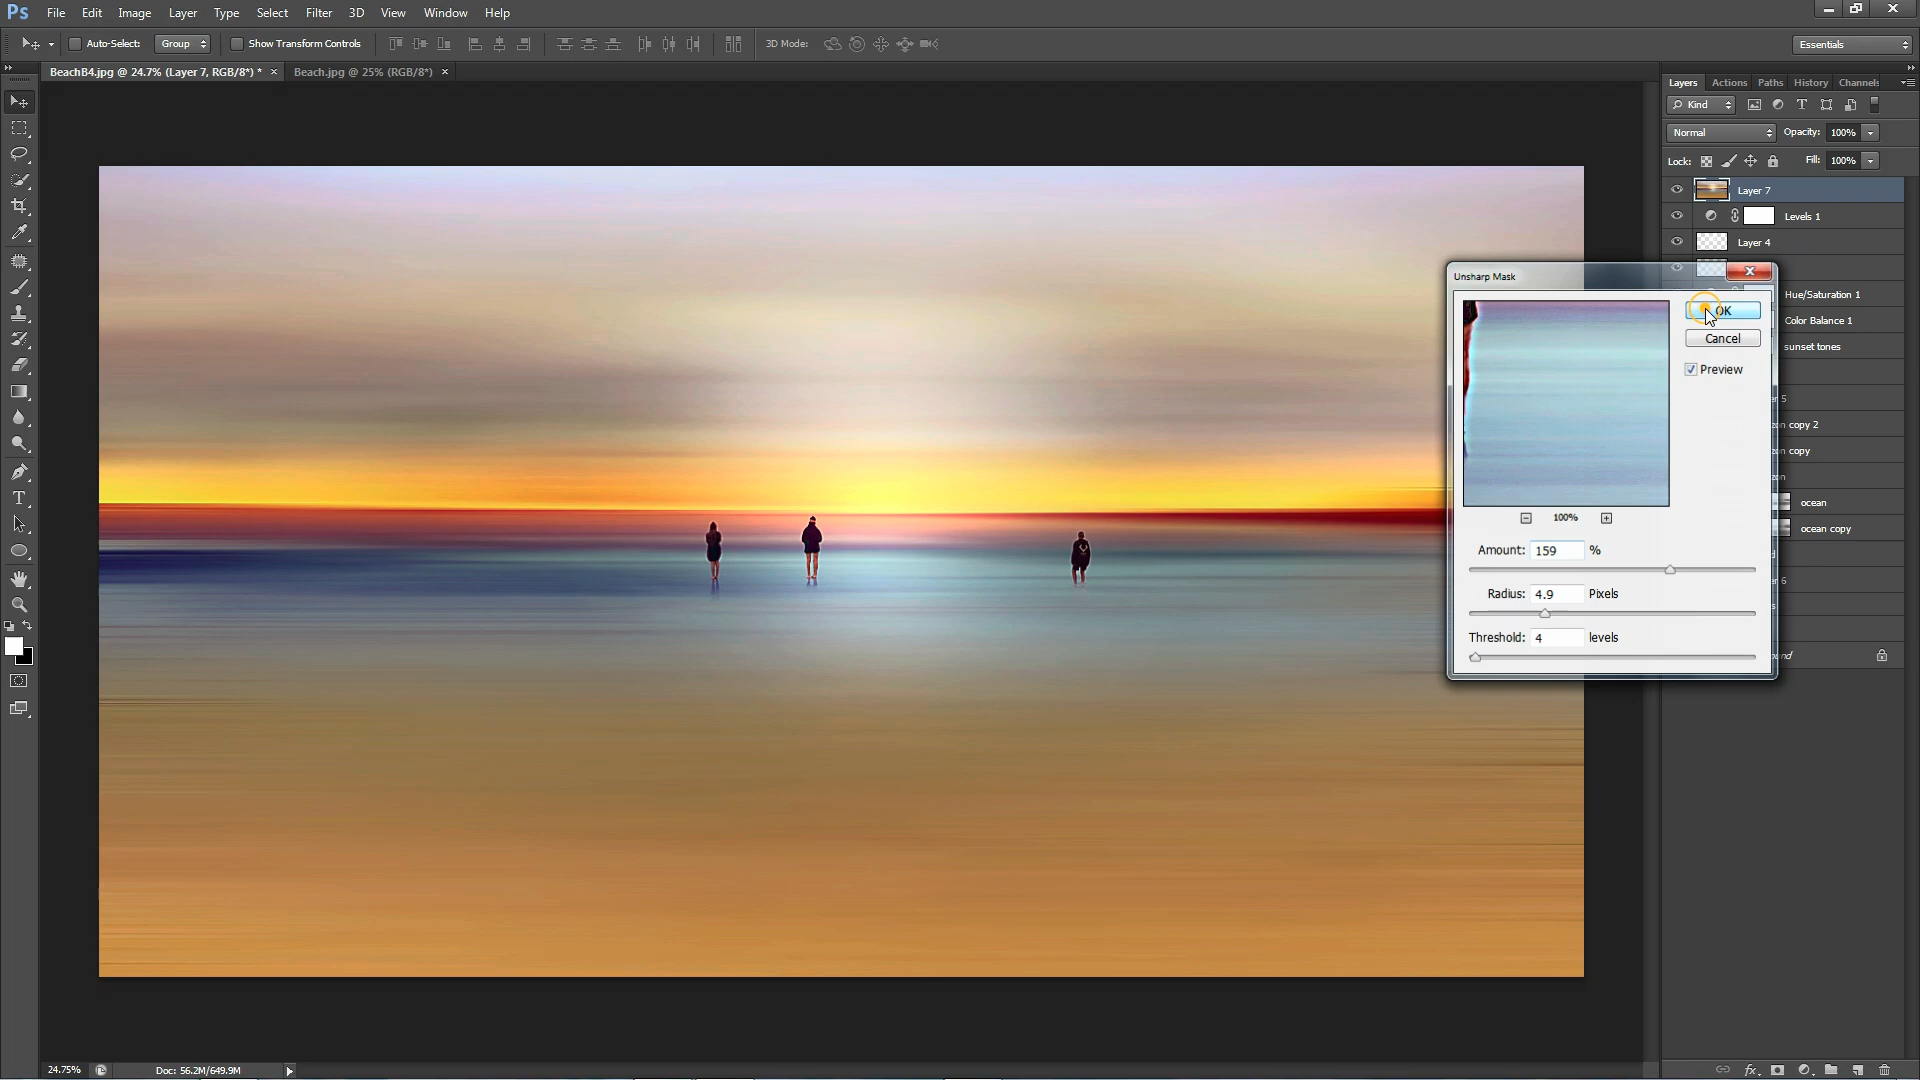 Ps File Edit Image Layer Type Select Filter 3D View Window Help
Auto-Select: Group Show Transform Controls 3D Mode: Essentials
BeachB4.jpg @ 24.7% (Layer 7, RGB/8*) * × Beach.jpg @ 25% (RGB/8*) ×
Layers Actions Paths History Channels
Kind
Normal Opacity: 100%
Lock: Fill: 100%
Layer 7
Levels 1
Layer 4
Hue/Saturation 1
Color Balance 1
sunset tones
5
copy 2
copy
ocean
ocean copy
6
Unsharp Mask
OK
Cancel
Preview
100%
Amount: 159 %
Radius: 4.9 Pixels
Threshold: 4 levels
T
24.75% Doc: 56.2M/649.9M
fx